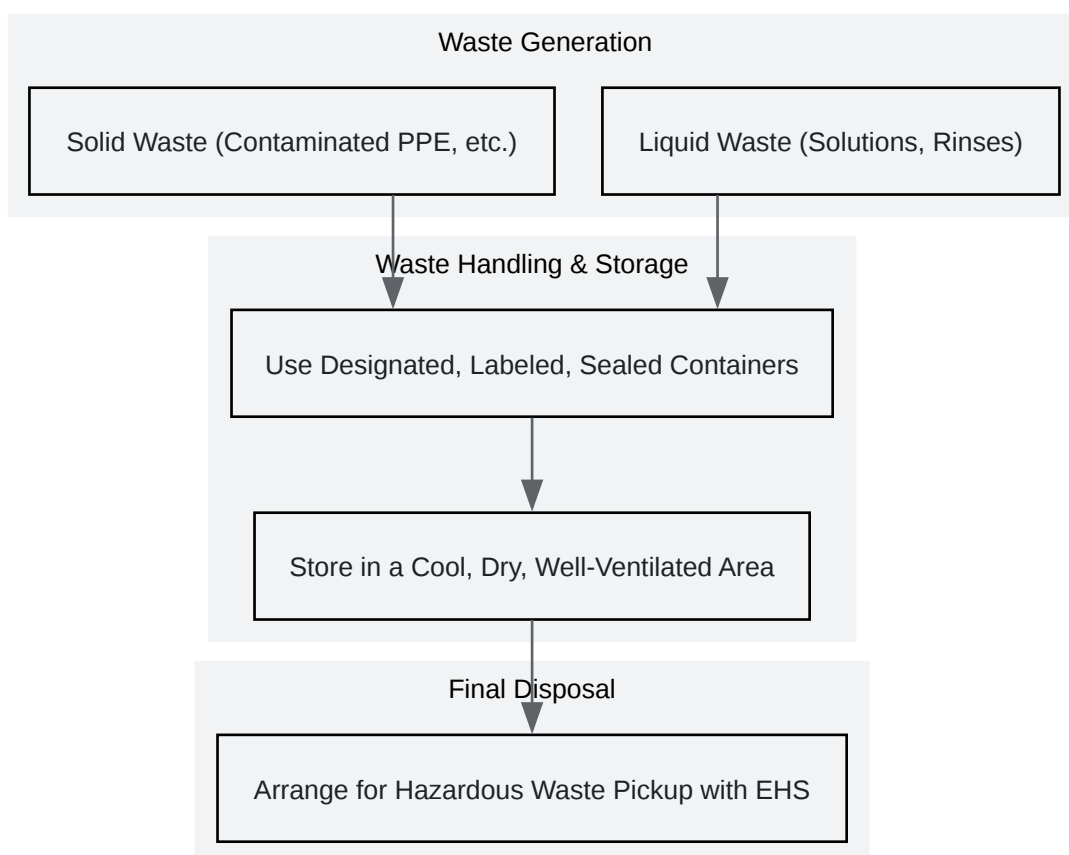 Waste Generation
Solid Waste (Contaminated PPE, etc.)
Liquid Waste (Solutions, Rinses)
Waste Handling & Storage
Use Designated, Labeled, Sealed Containers
Store in a Cool, Dry, Well-Ventilated Area
Final Disposal
Arrange for Hazardous Waste Pickup with EHS